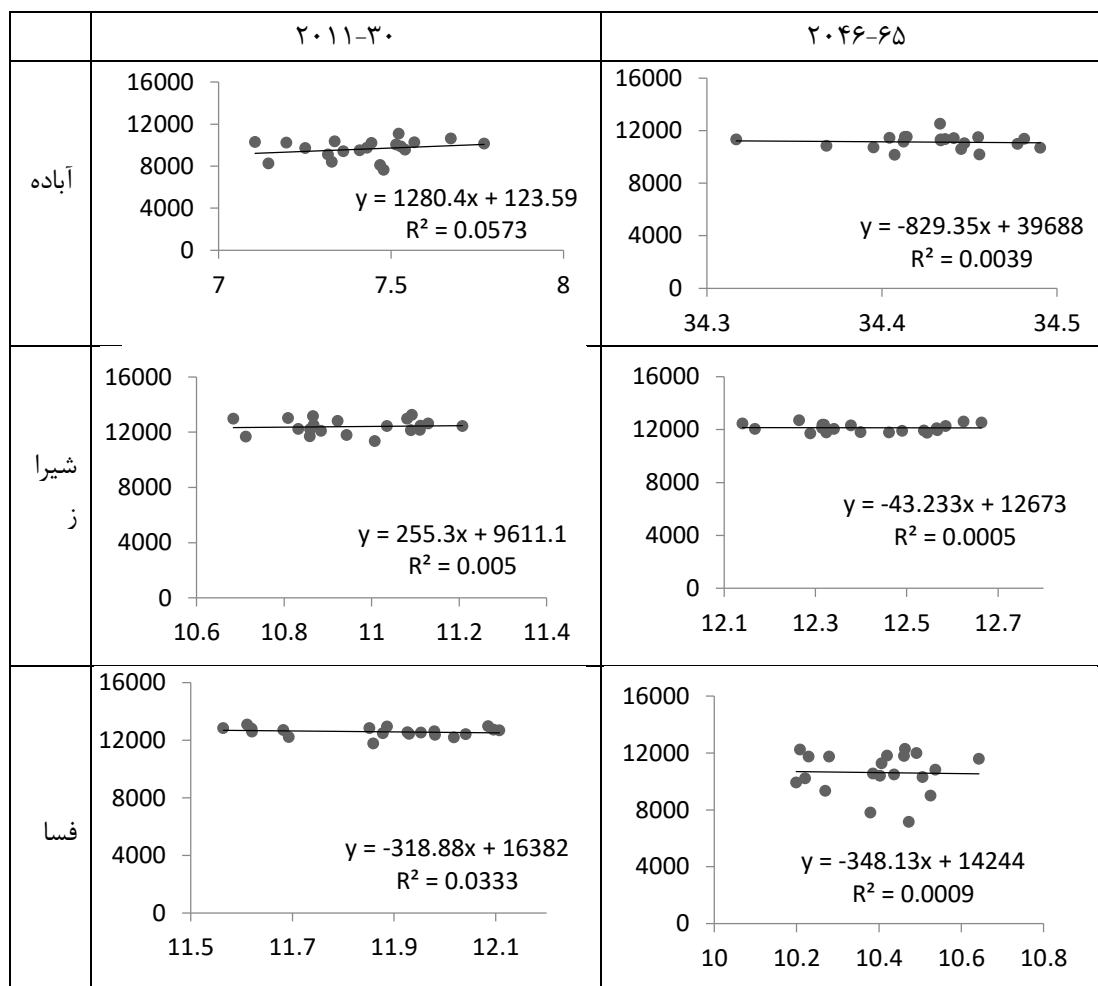 ۲۰۱۱-۳۰
۲۰۴۶-۶۵
آباده
16000
12000
8000
4000
0
y = 1280.4x + 123.59
R² = 0.0573
7 7.5 8
16000
12000
8000
4000
0
y = -829.35x + 39688
R² = 0.0039
34.3 34.4 34.5
شیرا
ز
16000
12000
8000
4000
0
y = 255.3x + 9611.1
R² = 0.005
10.6 10.8 11 11.2 11.4
16000
12000
8000
4000
0
y = -43.233x + 12673
R² = 0.0005
12.1 12.3 12.5 12.7
فسا
16000
12000
8000
4000
0
y = -318.88x + 16382
R² = 0.0333
11.5 11.7 11.9 12.1
16000
12000
8000
4000
0
y = -348.13x + 14244
R² = 0.0009
10 10.2 10.4 10.6 10.8